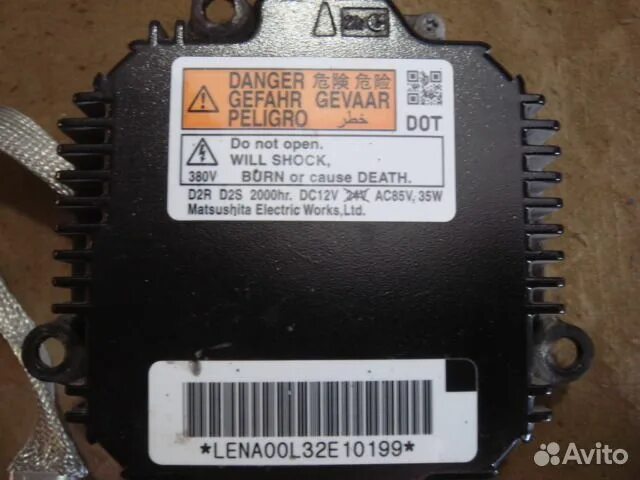 DANGER 危険 危险
GEFAHR GEVAAR
PELIGRO خطر
DOT
Do not open.
WILL SHOCK,
380V BURN or cause DEATH.
D2R D2S 2000hr. DC12V 24V AC85V, 35W
Matsushita Electric Works,Ltd.
*LENA00L32E10199*
Avito